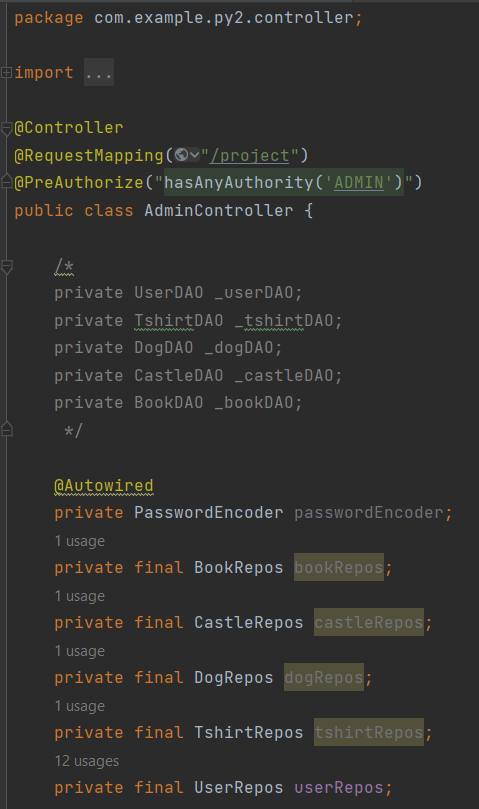 package com.example.py2.controller;
import ...
@Controller
@RequestMapping("/project")
@PreAuthorize("hasAnyAuthority('ADMIN')")
public class AdminController {
/*
private UserDAO _userDAO;
private TshirtDAO _tshirtDAO;
private DogDAO _dogDAO;
private CastleDAO _castleDAO;
private BookDAO _bookDAO;
*/
@Autowired
private PasswordEncoder passwordEncoder;
1 usage
private final BookRepos bookRepos;
1 usage
private final CastleRepos castleRepos;
1 usage
private final DogRepos dogRepos;
1 usage
private final TshirtRepos tshirtRepos;
12 usages
private final UserRepos userRepos;